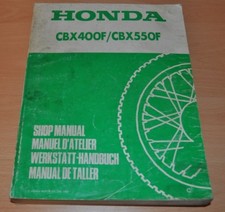 HONDA
CBX400F/CBX550F
SHOP MANUAL
MANUEL D'ATELIER
WERKSTATT-HANDBUCH
MANUAL DE TALLER